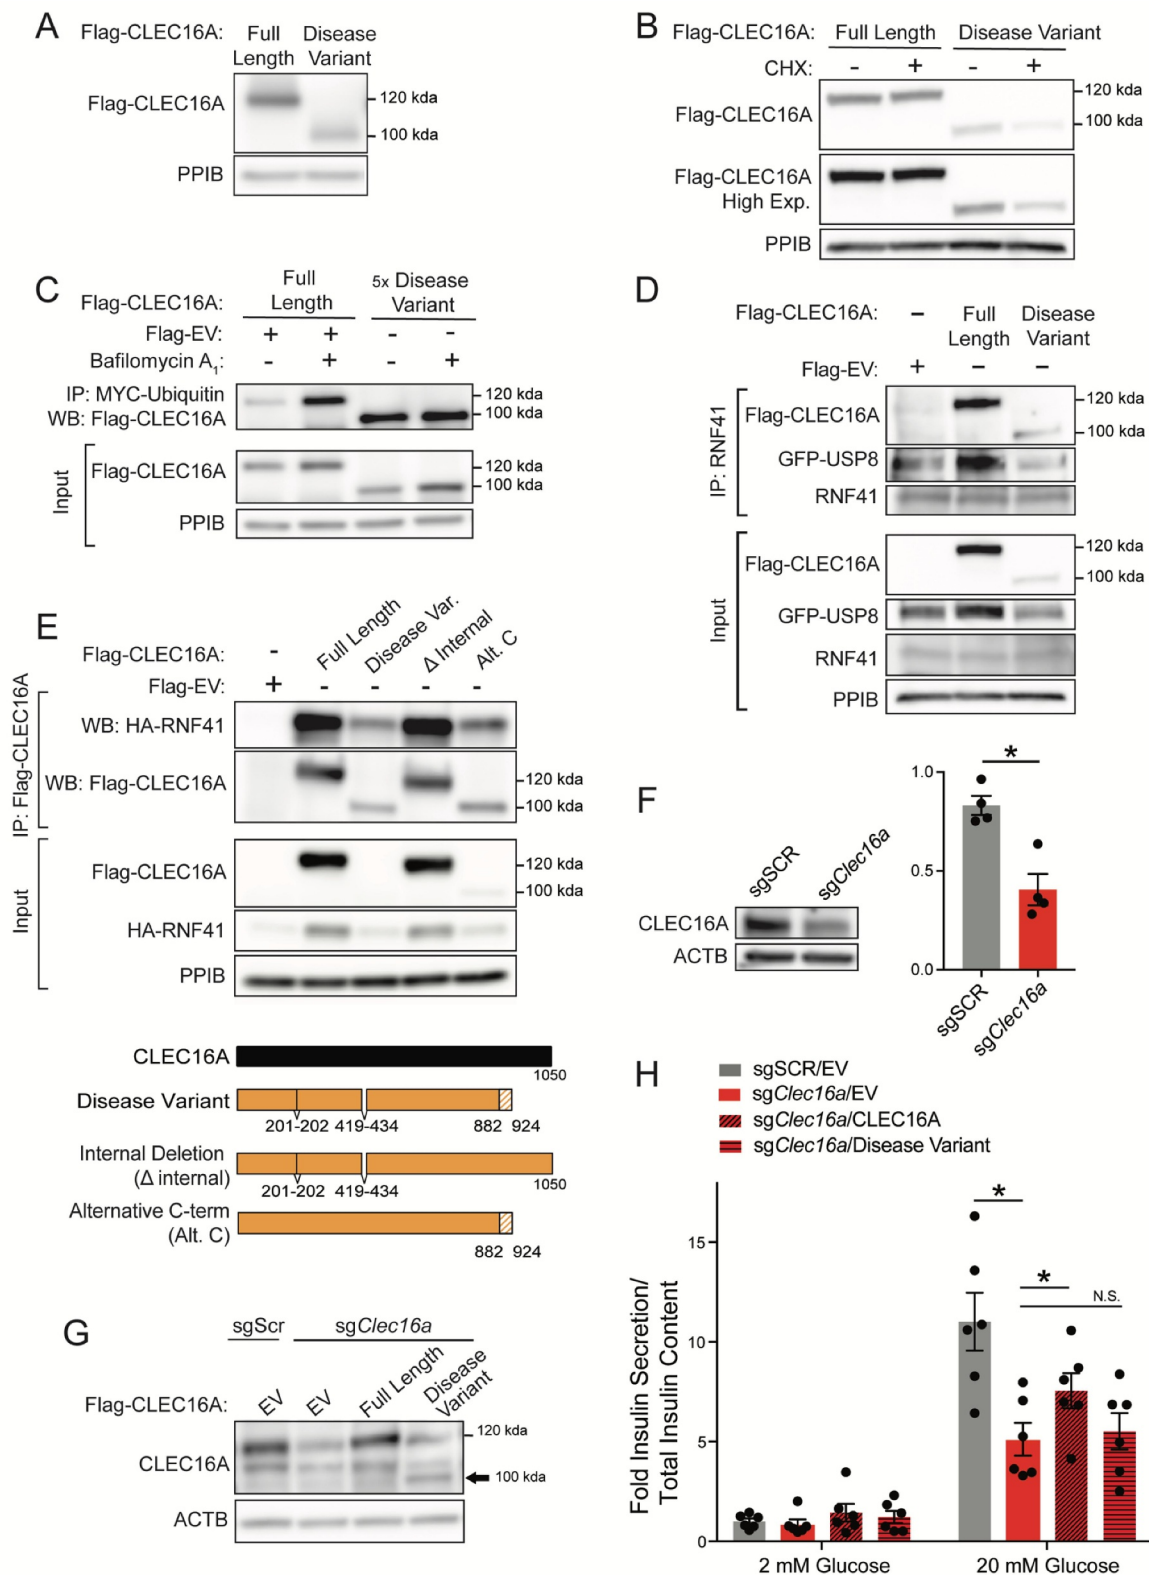 A
Flag-CLEC16A:
Full Length
Disease Variant
Flag-CLEC16A
120 kda
100 kda
PPIB
B
Flag-CLEC16A:
Full Length
Disease Variant
CHX:
- + - +
Flag-CLEC16A
120 kda
100 kda
Flag-CLEC16A
High Exp.
PPIB
C
Flag-CLEC16A:
Full Length
5x Disease Variant
Flag-EV:
+ + - -
Bafilomycin A1:
- + - +
IP: MYC-Ubiquitin
WB: Flag-CLEC16A
120 kda
100 kda
Input
Flag-CLEC16A
120 kda
100 kda
PPIB
D
Flag-CLEC16A:
-
Full Length
Disease Variant
Flag-EV:
+ - -
IP: RNF41
Flag-CLEC16A
120 kda
100 kda
GFP-USP8
RNF41
Input
Flag-CLEC16A
120 kda
100 kda
GFP-USP8
RNF41
PPIB
E
Flag-CLEC16A:
-
Full Length
Disease Var.
Δ Internal
Alt. C
Flag-EV:
+ - - - -
IP: Flag-CLEC16A
WB: HA-RNF41
WB: Flag-CLEC16A
120 kda
100 kda
Input
Flag-CLEC16A
120 kda
100 kda
HA-RNF41
PPIB
CLEC16A
1050
Disease Variant
201-202 419-434 882 924
Internal Deletion
(Δ internal)
201-202 419-434 1050
Alternative C-term
(Alt. C)
882 924
F
sgSCR
sgClec16a
CLEC16A
ACTB
*
1.0
0.5
0.0
sgSCR
sgClec16a
G
sgScr
sgClec16a
Flag-CLEC16A:
EV
EV
Full Length
Disease Variant
CLEC16A
120 kda
100 kda
ACTB
H
sgSCR/EV
sgClec16a/EV
sgClec16a/CLEC16A
sgClec16a/Disease Variant
*
*
N.S.
Fold Insulin Secretion/
Total Insulin Content
15
10
5
0
2 mM Glucose
20 mM Glucose